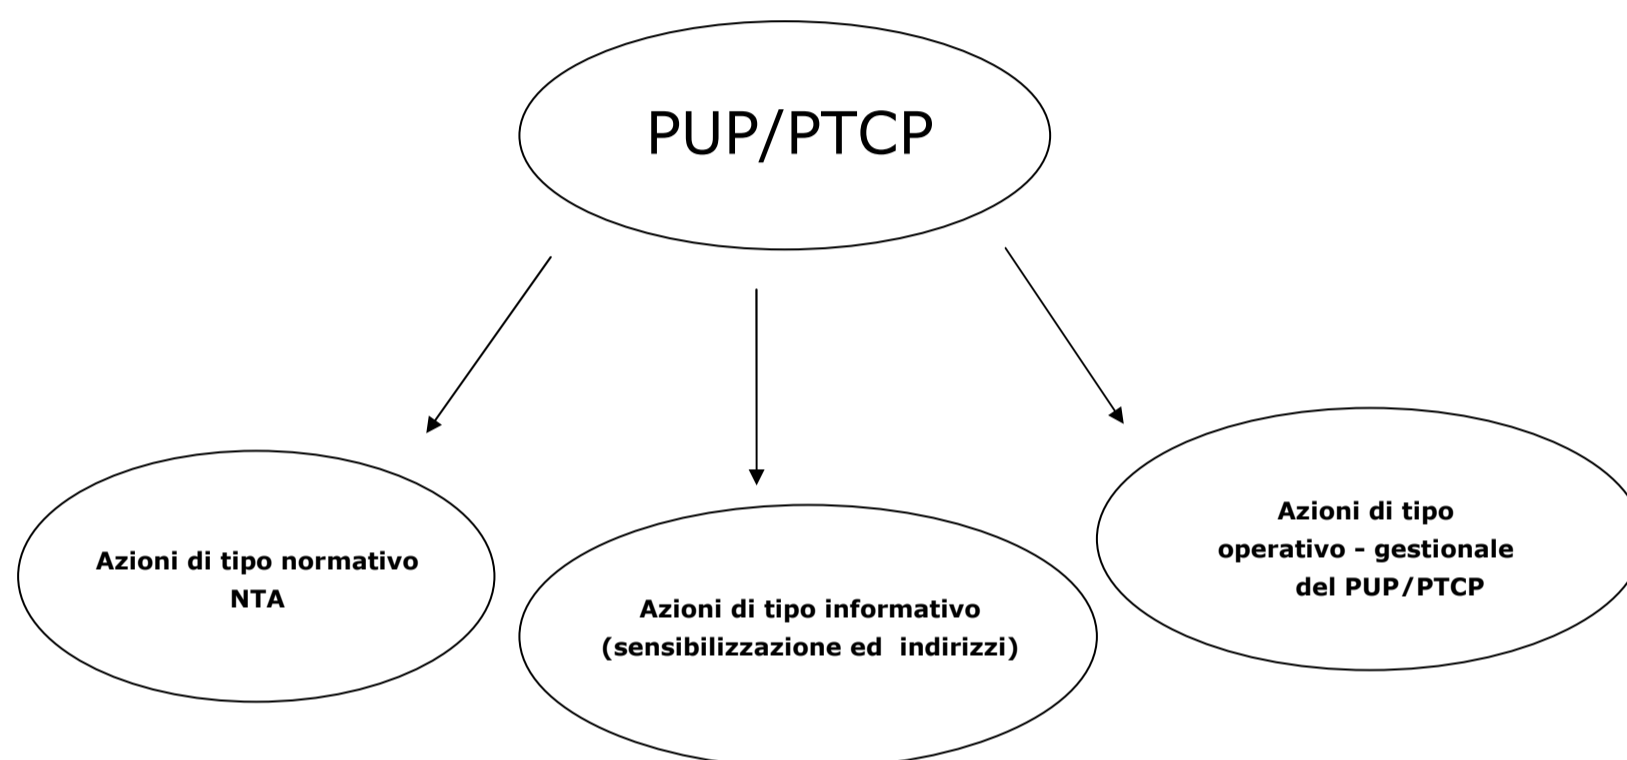 PUP/PTCP
Azioni di tipo normativo
NTA
Azioni di tipo informativo
(sensibilizzazione ed  indirizzi)
Azioni di tipo
operativo - gestionale
del PUP/PTCP